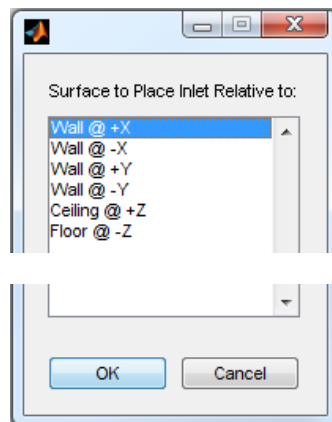 Surface to Place Inlet Relative to:
Wall @ +X
Wall @ -X
Wall @ +Y
Wall @ -Y
Ceiling @ +Z
Floor @ -Z
OK
Cancel